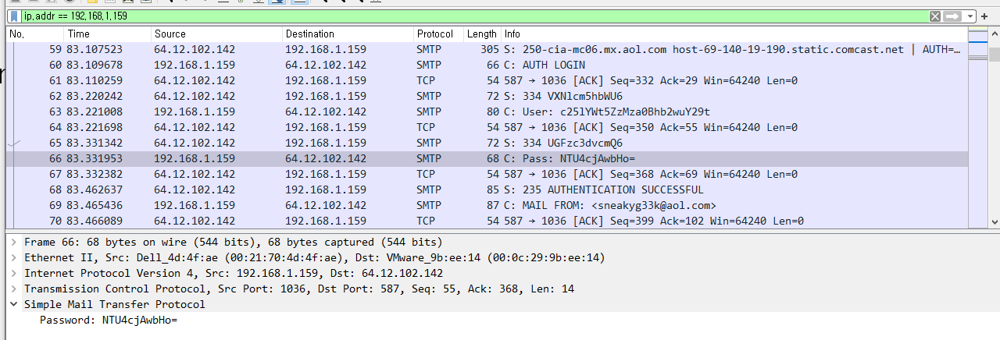 ip.addr == 192.168.1.159
No. Time Source Destination Protocol Length Info
59 83.107523 64.12.102.142 192.168.1.159 SMTP 305 S: 250-cia-mc06.mx.aol.com host-69-140-19-190.static.comcast.net | AUTH=…
60 83.109678 192.168.1.159 64.12.102.142 SMTP 66 C: AUTH LOGIN
61 83.110259 64.12.102.142 192.168.1.159 TCP 54 587 → 1036 [ACK] Seq=332 Ack=29 Win=64240 Len=0
62 83.220242 64.12.102.142 192.168.1.159 SMTP 72 S: 334 VXNlcm5hbWU6
63 83.221008 192.168.1.159 64.12.102.142 SMTP 80 C: User: c25lYWt5ZzMza0Bhb2wuY29t
64 83.221698 64.12.102.142 192.168.1.159 TCP 54 587 → 1036 [ACK] Seq=350 Ack=55 Win=64240 Len=0
65 83.331342 64.12.102.142 192.168.1.159 SMTP 72 S: 334 UGFzc3dvcmQ6
66 83.331953 192.168.1.159 64.12.102.142 SMTP 68 C: Pass: NTU4cjAwbHo=
67 83.332382 64.12.102.142 192.168.1.159 TCP 54 587 → 1036 [ACK] Seq=368 Ack=69 Win=64240 Len=0
68 83.462637 64.12.102.142 192.168.1.159 SMTP 85 S: 235 AUTHENTICATION SUCCESSFUL
69 83.465436 192.168.1.159 64.12.102.142 SMTP 87 C: MAIL FROM: <sneakyg33k@aol.com>
70 83.466089 64.12.102.142 192.168.1.159 TCP 54 587 → 1036 [ACK] Seq=399 Ack=102 Win=64240 Len=0
Frame 66: 68 bytes on wire (544 bits), 68 bytes captured (544 bits)
Ethernet II, Src: Dell_4d:4f:ae (00:21:70:4d:4f:ae), Dst: VMware_9b:ee:14 (00:0c:29:9b:ee:14)
Internet Protocol Version 4, Src: 192.168.1.159, Dst: 64.12.102.142
Transmission Control Protocol, Src Port: 1036, Dst Port: 587, Seq: 55, Ack: 368, Len: 14
Simple Mail Transfer Protocol
Password: NTU4cjAwbHo=